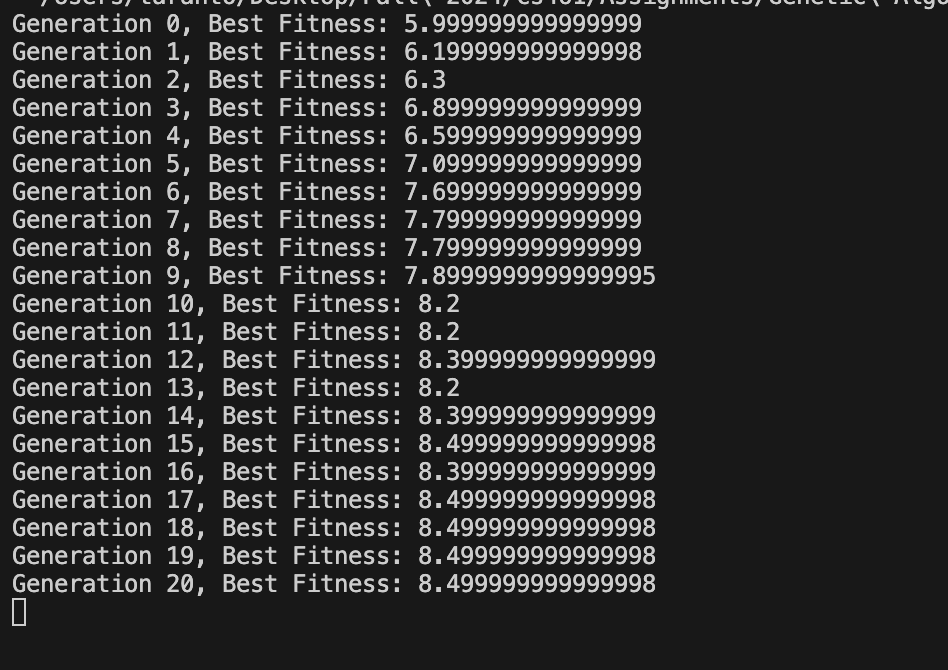 Generation 0, Best Fitness: 5.999999999999999
Generation 1, Best Fitness: 6.199999999999998
Generation 2, Best Fitness: 6.3
Generation 3, Best Fitness: 6.899999999999999
Generation 4, Best Fitness: 6.599999999999999
Generation 5, Best Fitness: 7.099999999999999
Generation 6, Best Fitness: 7.699999999999999
Generation 7, Best Fitness: 7.799999999999999
Generation 8, Best Fitness: 7.799999999999999
Generation 9, Best Fitness: 7.8999999999999995
Generation 10, Best Fitness: 8.2
Generation 11, Best Fitness: 8.2
Generation 12, Best Fitness: 8.399999999999999
Generation 13, Best Fitness: 8.2
Generation 14, Best Fitness: 8.399999999999999
Generation 15, Best Fitness: 8.499999999999998
Generation 16, Best Fitness: 8.399999999999999
Generation 17, Best Fitness: 8.499999999999998
Generation 18, Best Fitness: 8.499999999999998
Generation 19, Best Fitness: 8.499999999999998
Generation 20, Best Fitness: 8.499999999999998